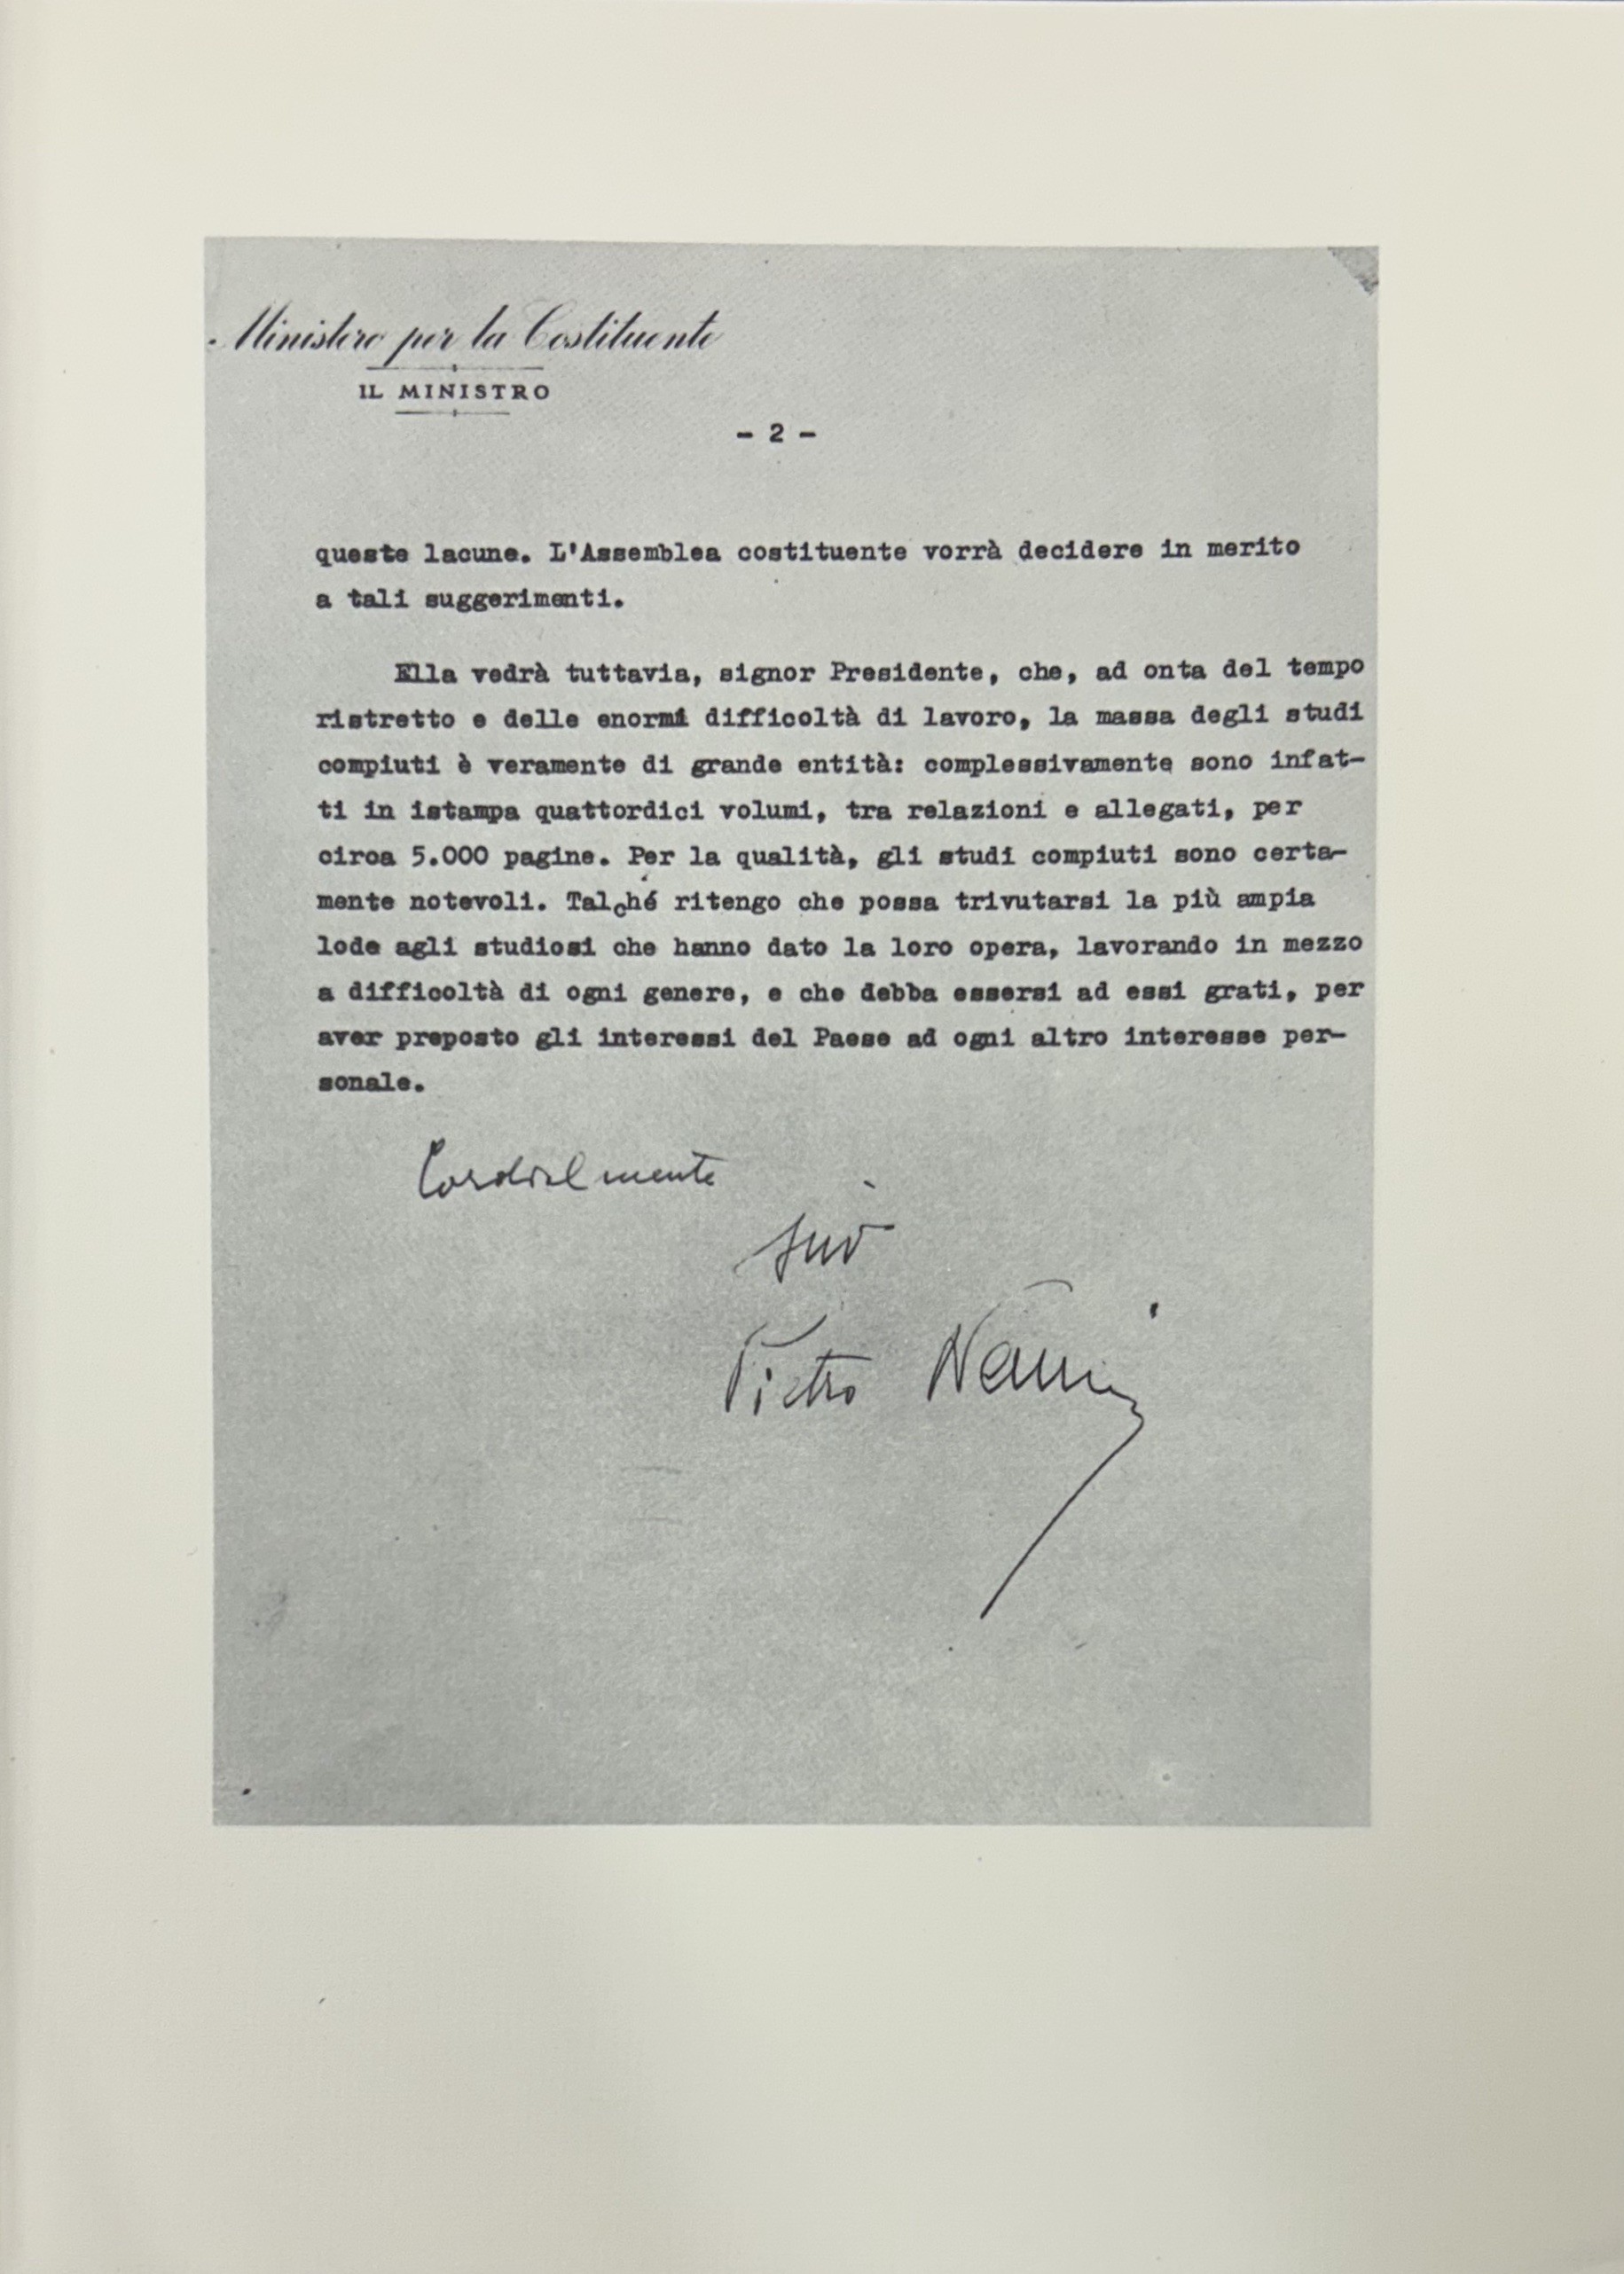 Ministero per la Costituente
IL MINISTRO
- 2 -
queste lacune. L'Assemblea costituente vorrà decidere in merito
a tali suggerimenti.
Ella vedrà tuttavia, signor Presidente, che, ad onta del tempo
ristretto e delle enormi difficoltà di lavoro, la massa degli studi
compiuti è veramente di grande entità: complessivamente sono infat-
ti in istampa quattordici volumi, tra relazioni e allegati, per
circa 5.000 pagine. Per la qualità, gli studi compiuti sono certa-
mente notevoli. Talché ritengo che possa trivutarsi la più ampia
lode agli studiosi che hanno dato la loro opera, lavorando in mezzo
a difficoltà di ogni genere, e che debba essersi ad essi grati, per
aver preposto gli interessi del Paese ad ogni altro interesse per-
sonale.
Cordialmente
suo
Pietro Nenni